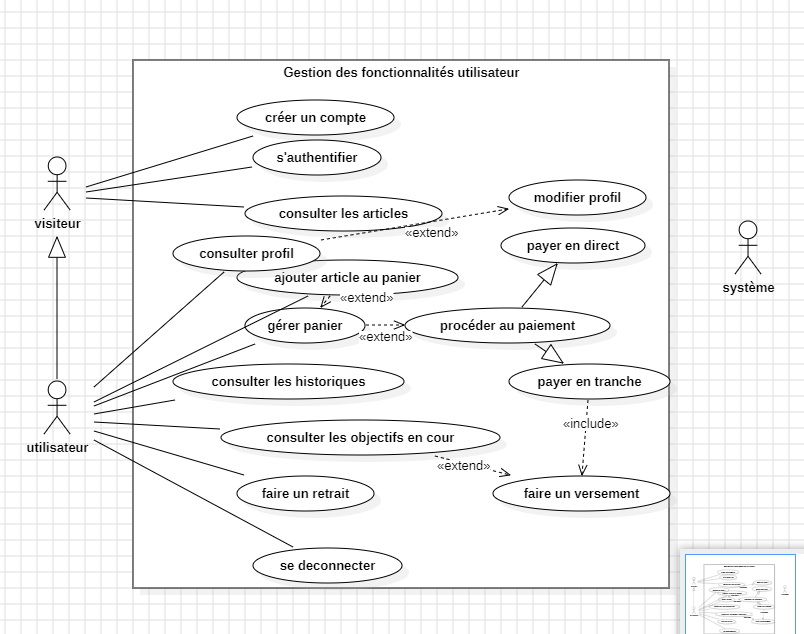 Gestion des fonctionnalités utilisateur
créer un compte
s'authentifier
visiteur
consulter les articles
modifier profil
«extend»
consulter profil
payer en direct
ajouter article au panier
système
«extend»
gérer panier
«extend»
procéder au paiement
consulter les historiques
payer en tranche
«include»
utilisateur
consulter les objectifs en cour
«extend»
faire un retrait
faire un versement
se deconnecter